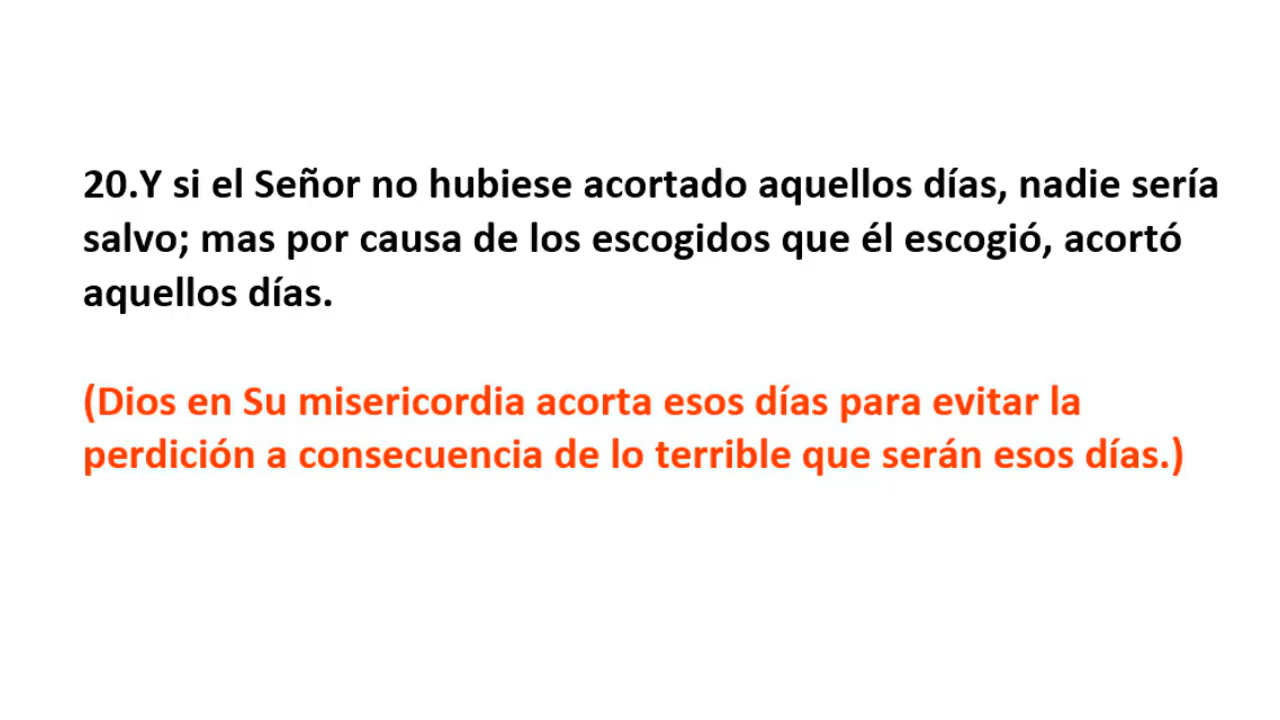 20.Y si el Señor no hubiese acortado aquellos días, nadie sería
salvo; mas por causa de los escogidos que él escogió, acortó
aquellos días.
(Dios en Su misericordia acorta esos días para evitar la
perdición a consecuencia de lo terrible que serán esos días.)